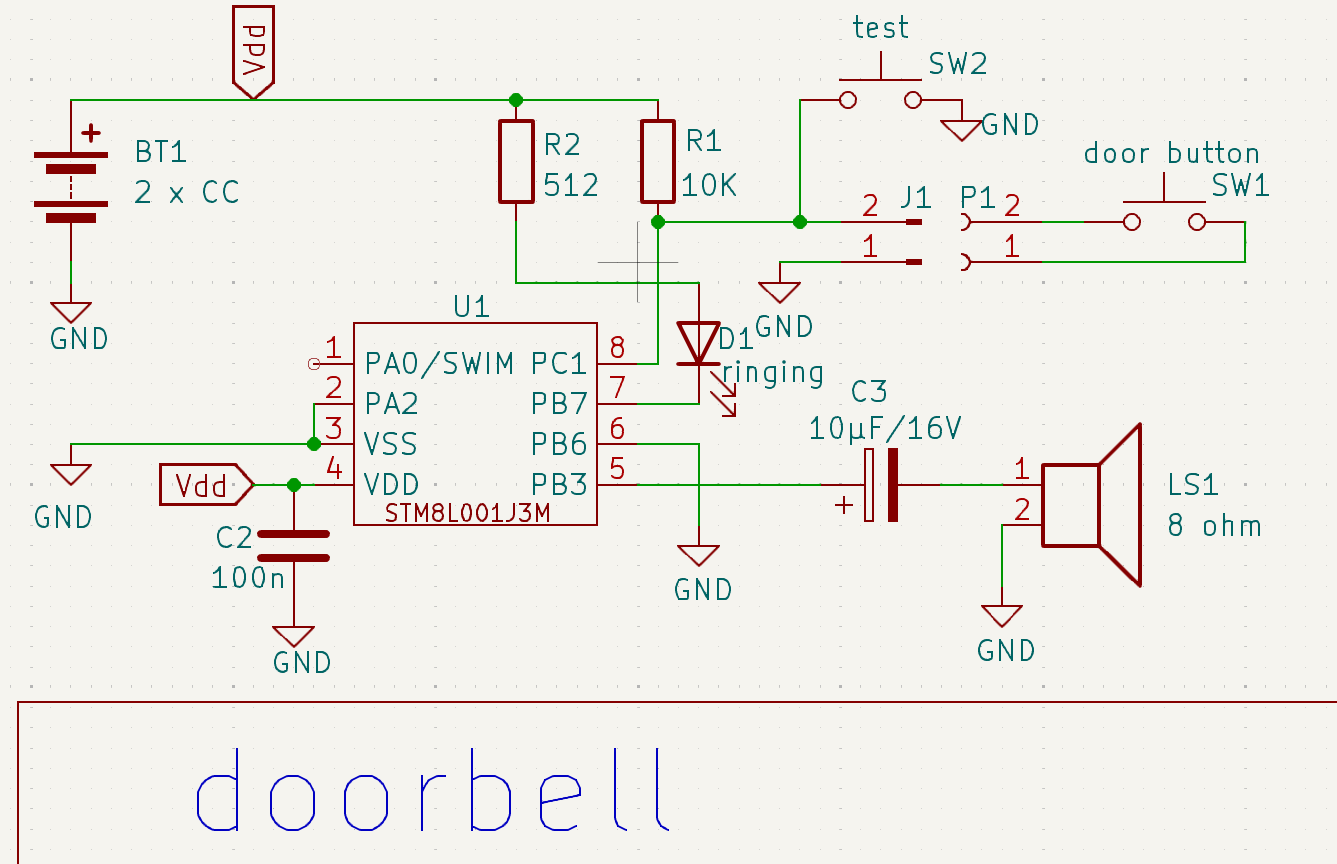 Vdd
test
SW2
GND
BT1
2 x CC
R2
512
R1
10K
door button
SW1
J1 P1
2 2
1 1
GND
GND
U1
D1
ringing
1 PA0/SWIM PC1 8
2 PA2 PB7 7
3 VSS PB6 6
4 VDD PB3 5
STM8L001J3M
GND
Vdd
C2
100n
GND
C3
10µF/16V
+
+
GND
1
2
LS1
8 ohm
GND
doorbell